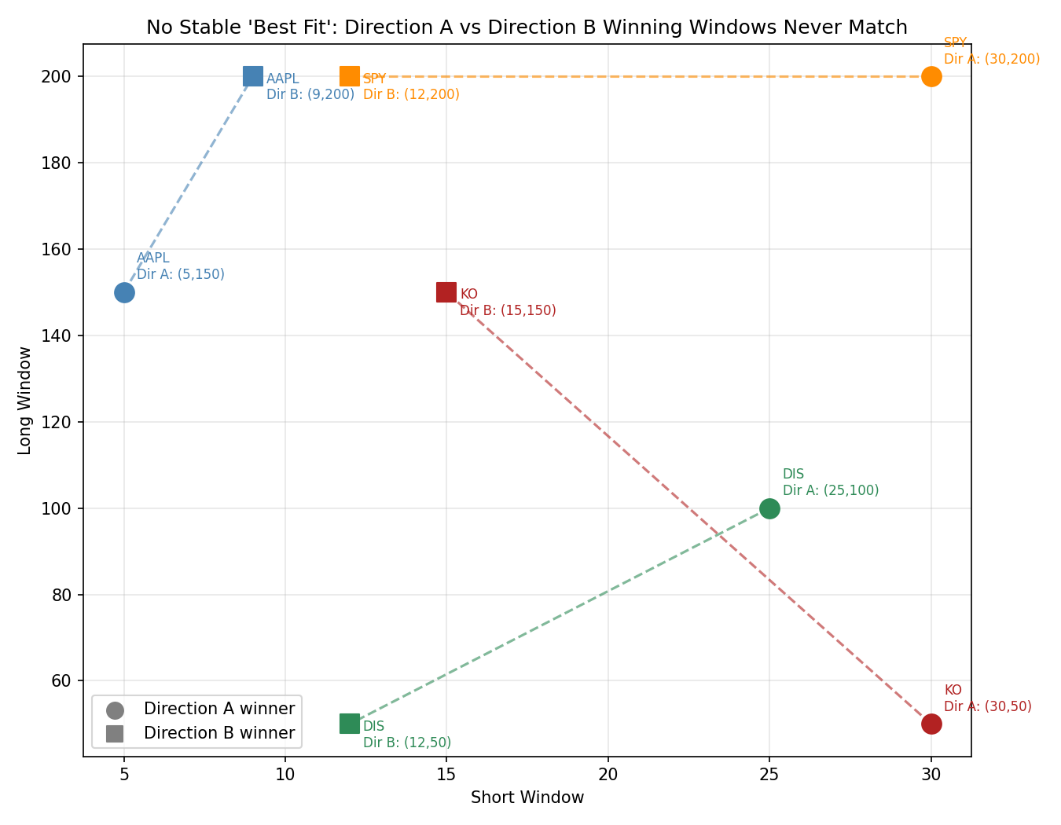 No Stable 'Best Fit': Direction A vs Direction B Winning Windows Never Match
SPY
Dir A: (30,200)
200
AAPL
Dir B: (9,200)
SPY
Dir B: (12,200)
180
160
AAPL
Dir A: (5,150)
KO
Dir B: (15,150)
140
120
Long Window
100
DIS
Dir A: (25,100)
80
60
KO
Dir A: (30,50)
DIS
Dir B: (12,50)
Direction A winner
Direction B winner
5 10 15 20 25 30
Short Window